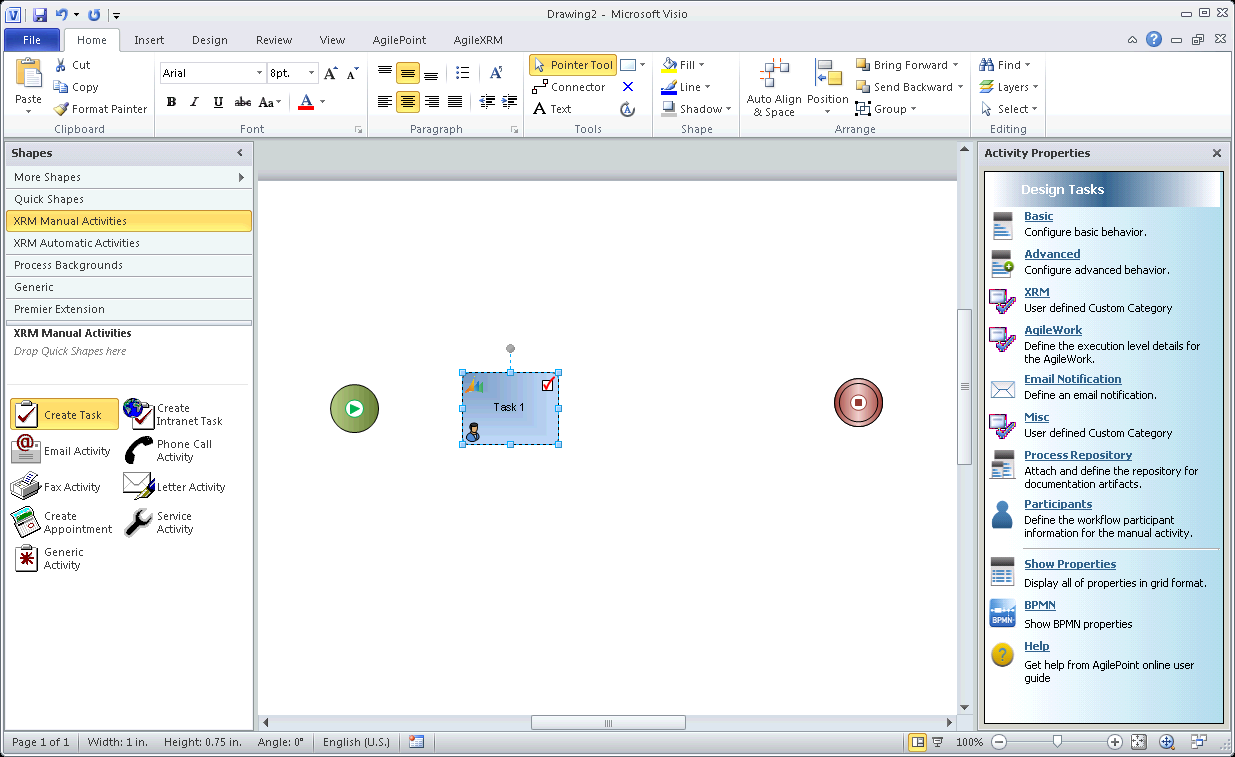 Drawing2 - Microsoft Visio
File Home Insert Design Review View AgilePoint AgileXRM
Paste
Cut
Copy
Format Painter
Clipboard
Arial 8pt.
B I U abc Aa A
Font
Paragraph
Pointer Tool
Connector
A Text
Tools
Fill
Line
Shadow
Shape
Auto Align
& Space
Position
Bring Forward
Send Backward
Group
Arrange
Find
Layers
Select
Editing
Shapes
More Shapes
Quick Shapes
XRM Manual Activities
XRM Automatic Activities
Process Backgrounds
Generic
Premier Extension
XRM Manual Activities
Drop Quick Shapes here
Create Task
Create
Intranet Task
Email Activity
Phone Call
Activity
Fax Activity
Letter Activity
Create
Appointment
Service
Activity
Generic
Activity
Task 1
Activity Properties
Design Tasks
Basic
Configure basic behavior.
Advanced
Configure advanced behavior.
XRM
User defined Custom Category
AgileWork
Define the execution level details for
the AgileWork.
Email Notification
Define an email notification.
Misc
User defined Custom Category
Process Repository
Attach and define the repository for
documentation artifacts.
Participants
Define the workflow participant
information for the manual activity.
Show Properties
Display all of properties in grid format.
BPMN
BPMN
Show BPMN properties
Help
Get help from AgilePoint online user
guide
Page 1 of 1 Width: 1 in. Height: 0.75 in. Angle: 0° English (U.S.) 100%